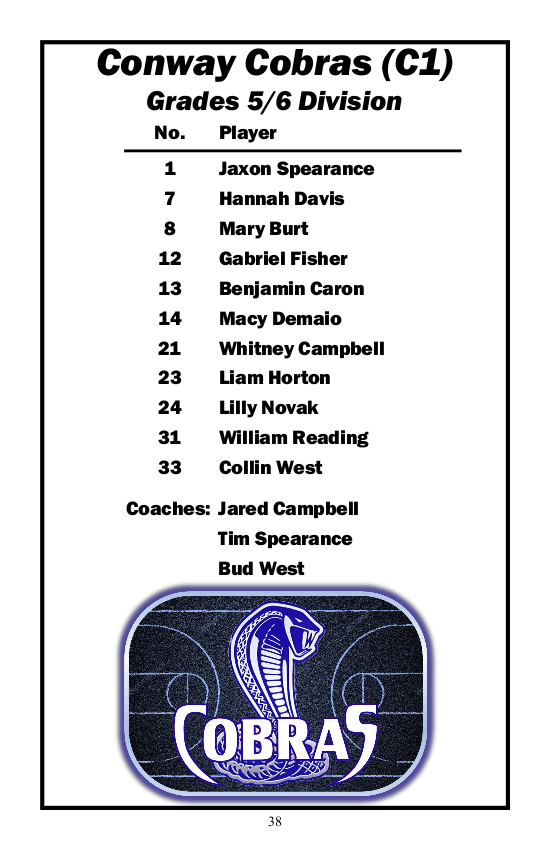 Conway Cobras (C1)
Grades 5/6 Division
No. Player
1 Jaxon Spearance
7 Hannah Davis
8 Mary Burt
12 Gabriel Fisher
13 Benjamin Caron
14 Macy Demaio
21 Whitney Campbell
23 Liam Horton
24 Lilly Novak
31 William Reading
33 Collin West
Coaches: Jared Campbell
Tim Spearance
Bud West
COBRAS
38